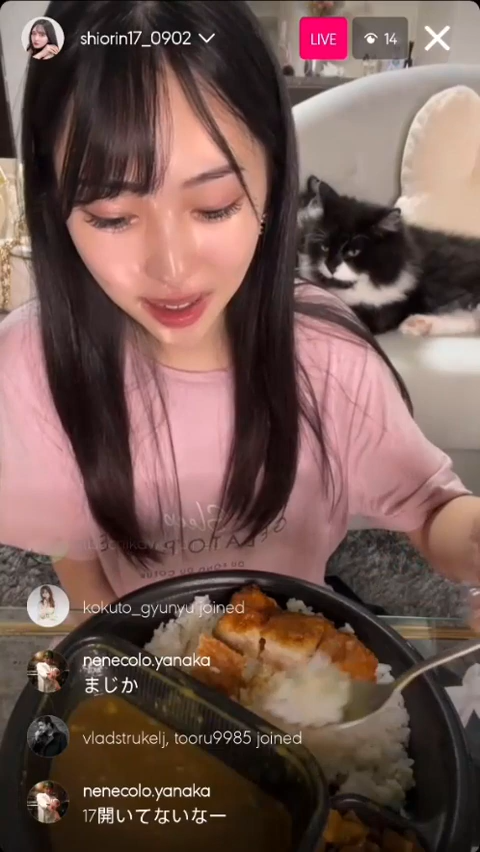 shiorin17_0902
LIVE
14
kokuto_gyunyu joined
nenecolo.yanaka
まじか
vladstrukelj, tooru9985 joined
nenecolo.yanaka
17開いてないなー